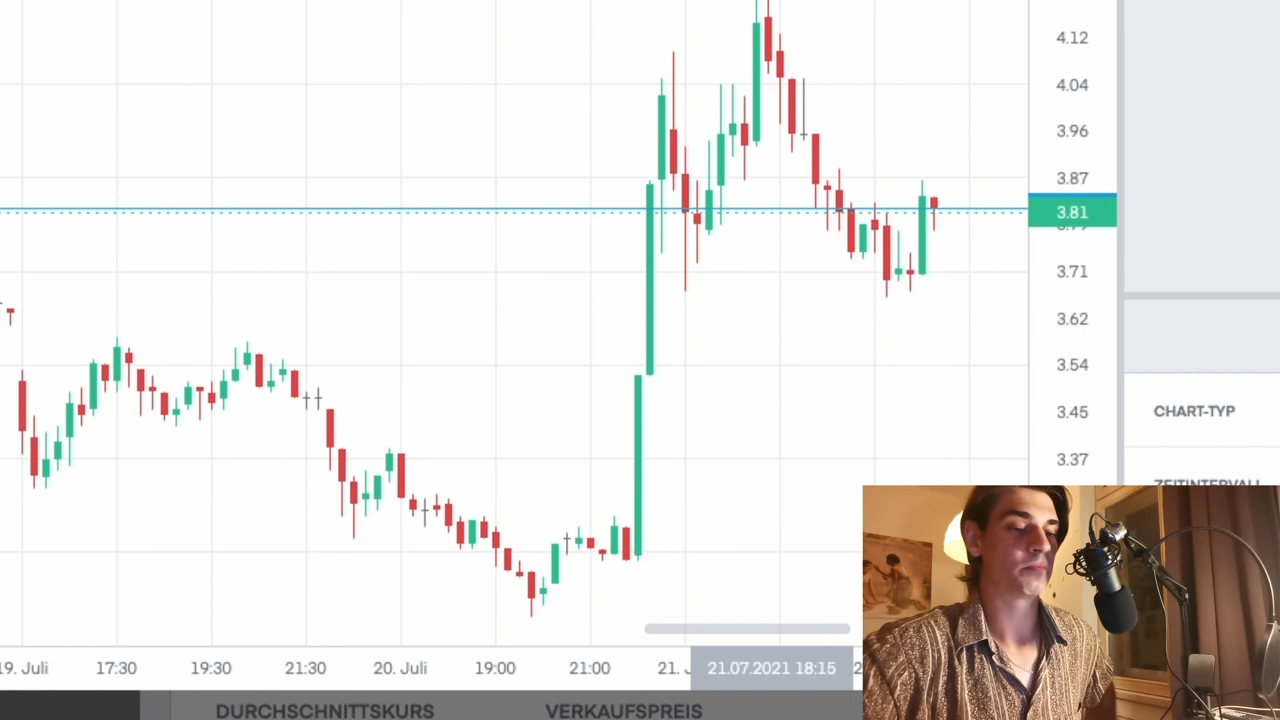 4.12
4.04
3.96
3.87
3.81
3.71
3.62
3.54
3.45
3.37
CHART-TYP
ZEITINTERVALL
19. Juli 17:30 19:30 21:30 20. Juli 19:00 21:00 21. J 21.07.2021 18:15
DURCHSCHNITTSKURS VERKAUFSPREIS